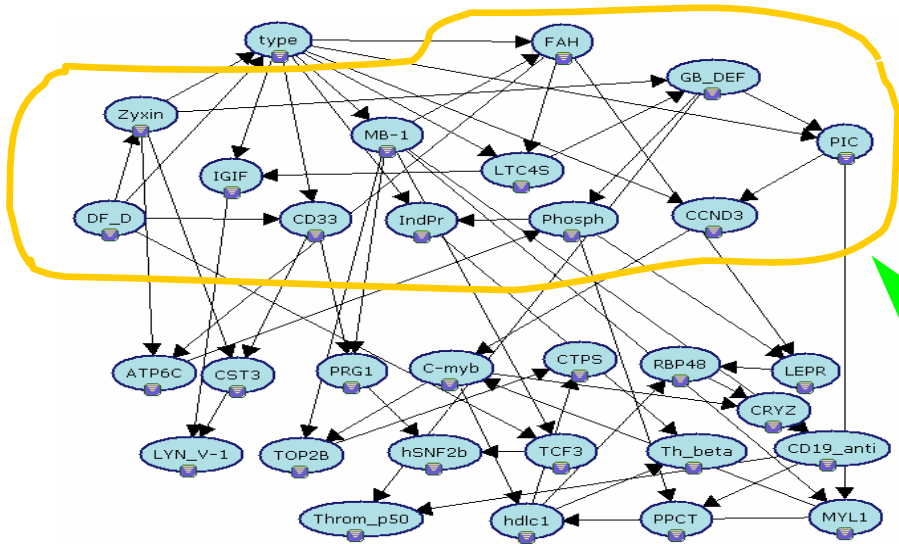 type
FAH
GB_DEF
Zyxin
MB-1
PIC
IGIF
LTC4S
DF_D
CD33
IndPr
Phosph
CCND3
ATP6C
CST3
PRG1
C-myb
CTPS
RBP48
LEPR
CRYZ
LYN_V-1
TOP2B
hSNF2b
TCF3
Th_beta
CD19_anti
Throm_p50
hdlc1
PPCT
MYL1